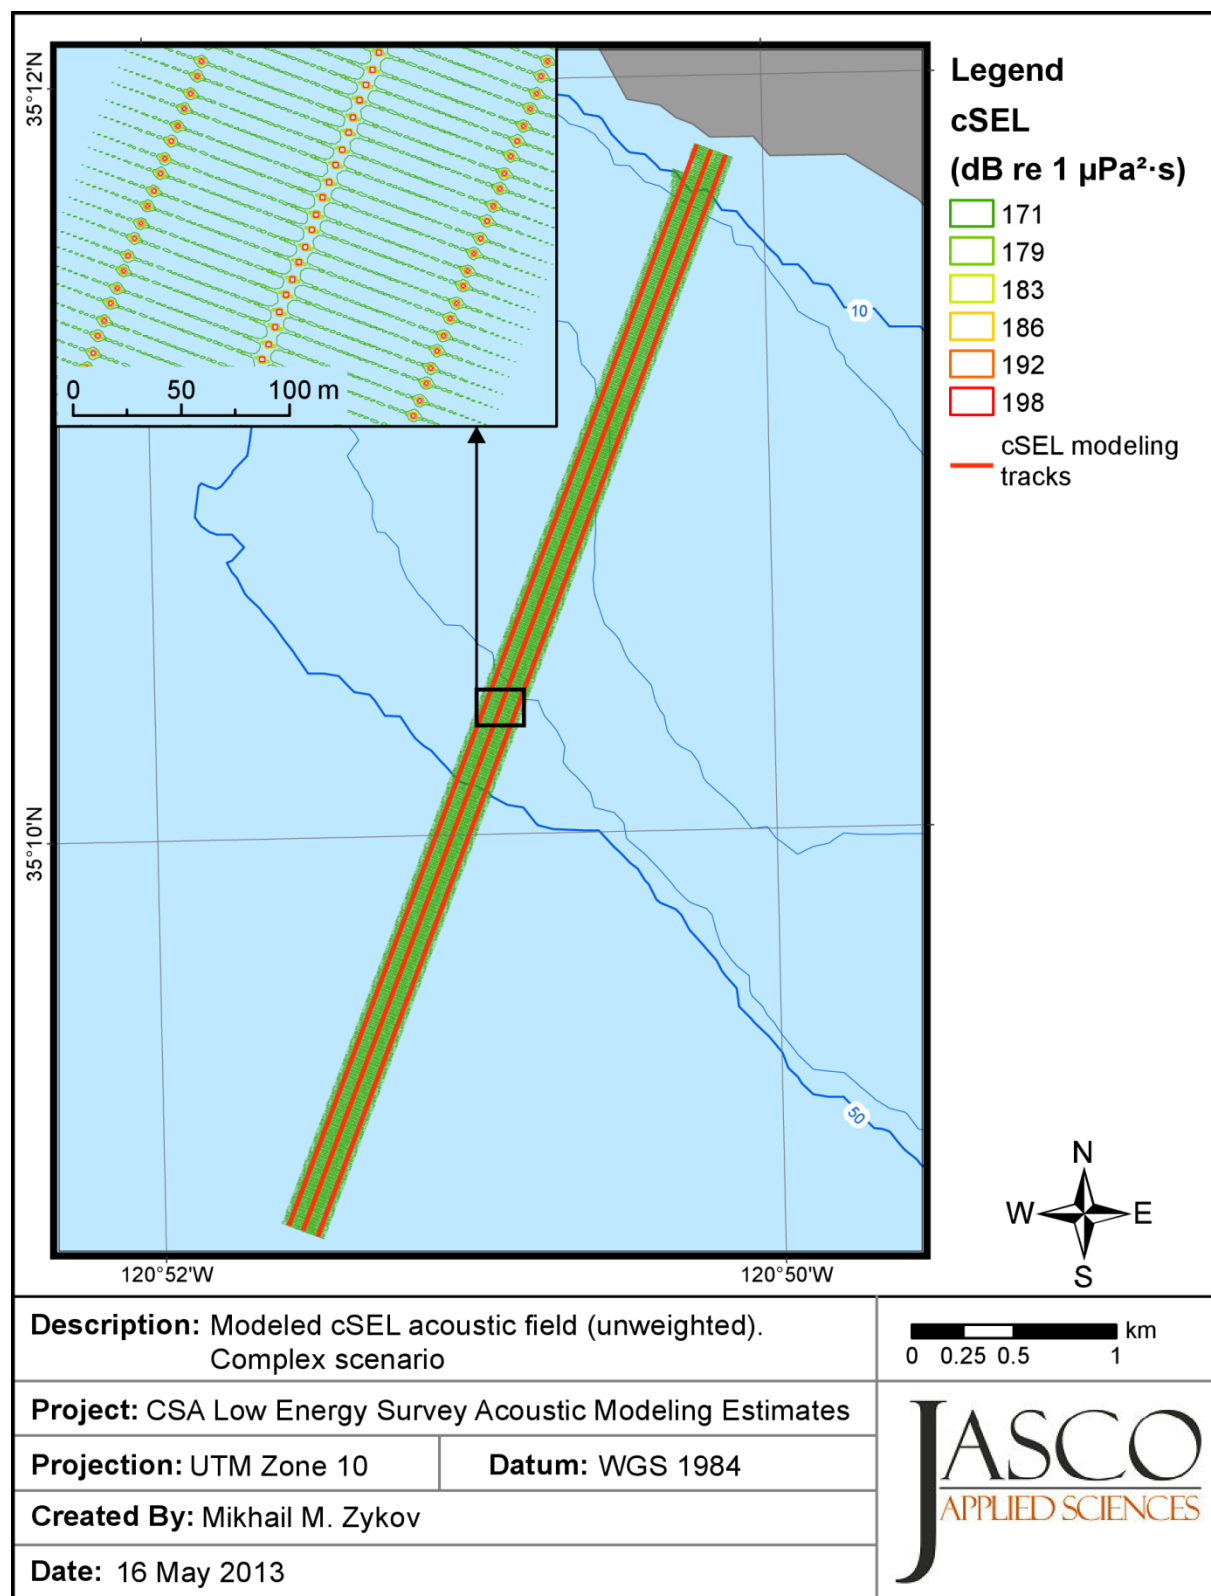 35°12'N
0 50 100 m
10
50
35°10'N
120°52'W 120°50'W
Legend
cSEL
(dB re 1 µPa²·s)
171
179
183
186
192
198
cSEL modeling
tracks
N
W E
S
Description: Modeled cSEL acoustic field (unweighted).
Complex scenario
Project: CSA Low Energy Survey Acoustic Modeling Estimates
Projection: UTM Zone 10 Datum: WGS 1984
Created By: Mikhail M. Zykov
Date: 16 May 2013
km
0 0.25 0.5 1
JASCO
APPLIED SCIENCES